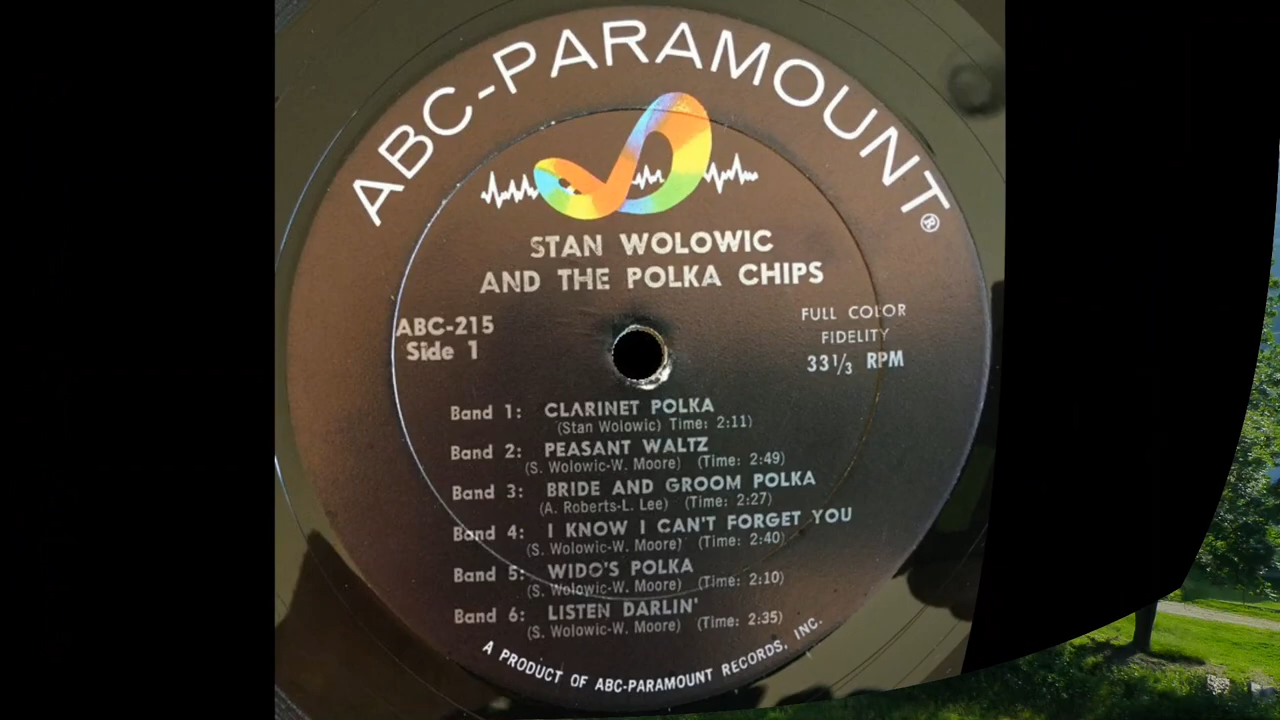 ABC-PARAMOUNT®
STAN WOLOWIC
AND THE POLKA CHIPS
ABC-215
Side 1
FULL COLOR
FIDELITY
33 1/3 RPM
Band 1: CLARINET POLKA
(Stan Wolowic) Time: 2:11)
Band 2: PEASANT WALTZ
(S. Wolowic-W. Moore) (Time: 2:49)
Band 3: BRIDE AND GROOM POLKA
(A. Roberts-L. Lee) (Time: 2:27)
Band 4: I KNOW I CAN'T FORGET YOU
(S. Wolowic-W. Moore) (Time: 2:40)
Band 5: WIDO'S POLKA
(S. Wolowic-W. Moore) (Time: 2:10)
Band 6: LISTEN DARLIN'
(S. Wolowic-W. Moore) (Time: 2:35)
A PRODUCT OF ABC-PARAMOUNT RECORDS, INC.